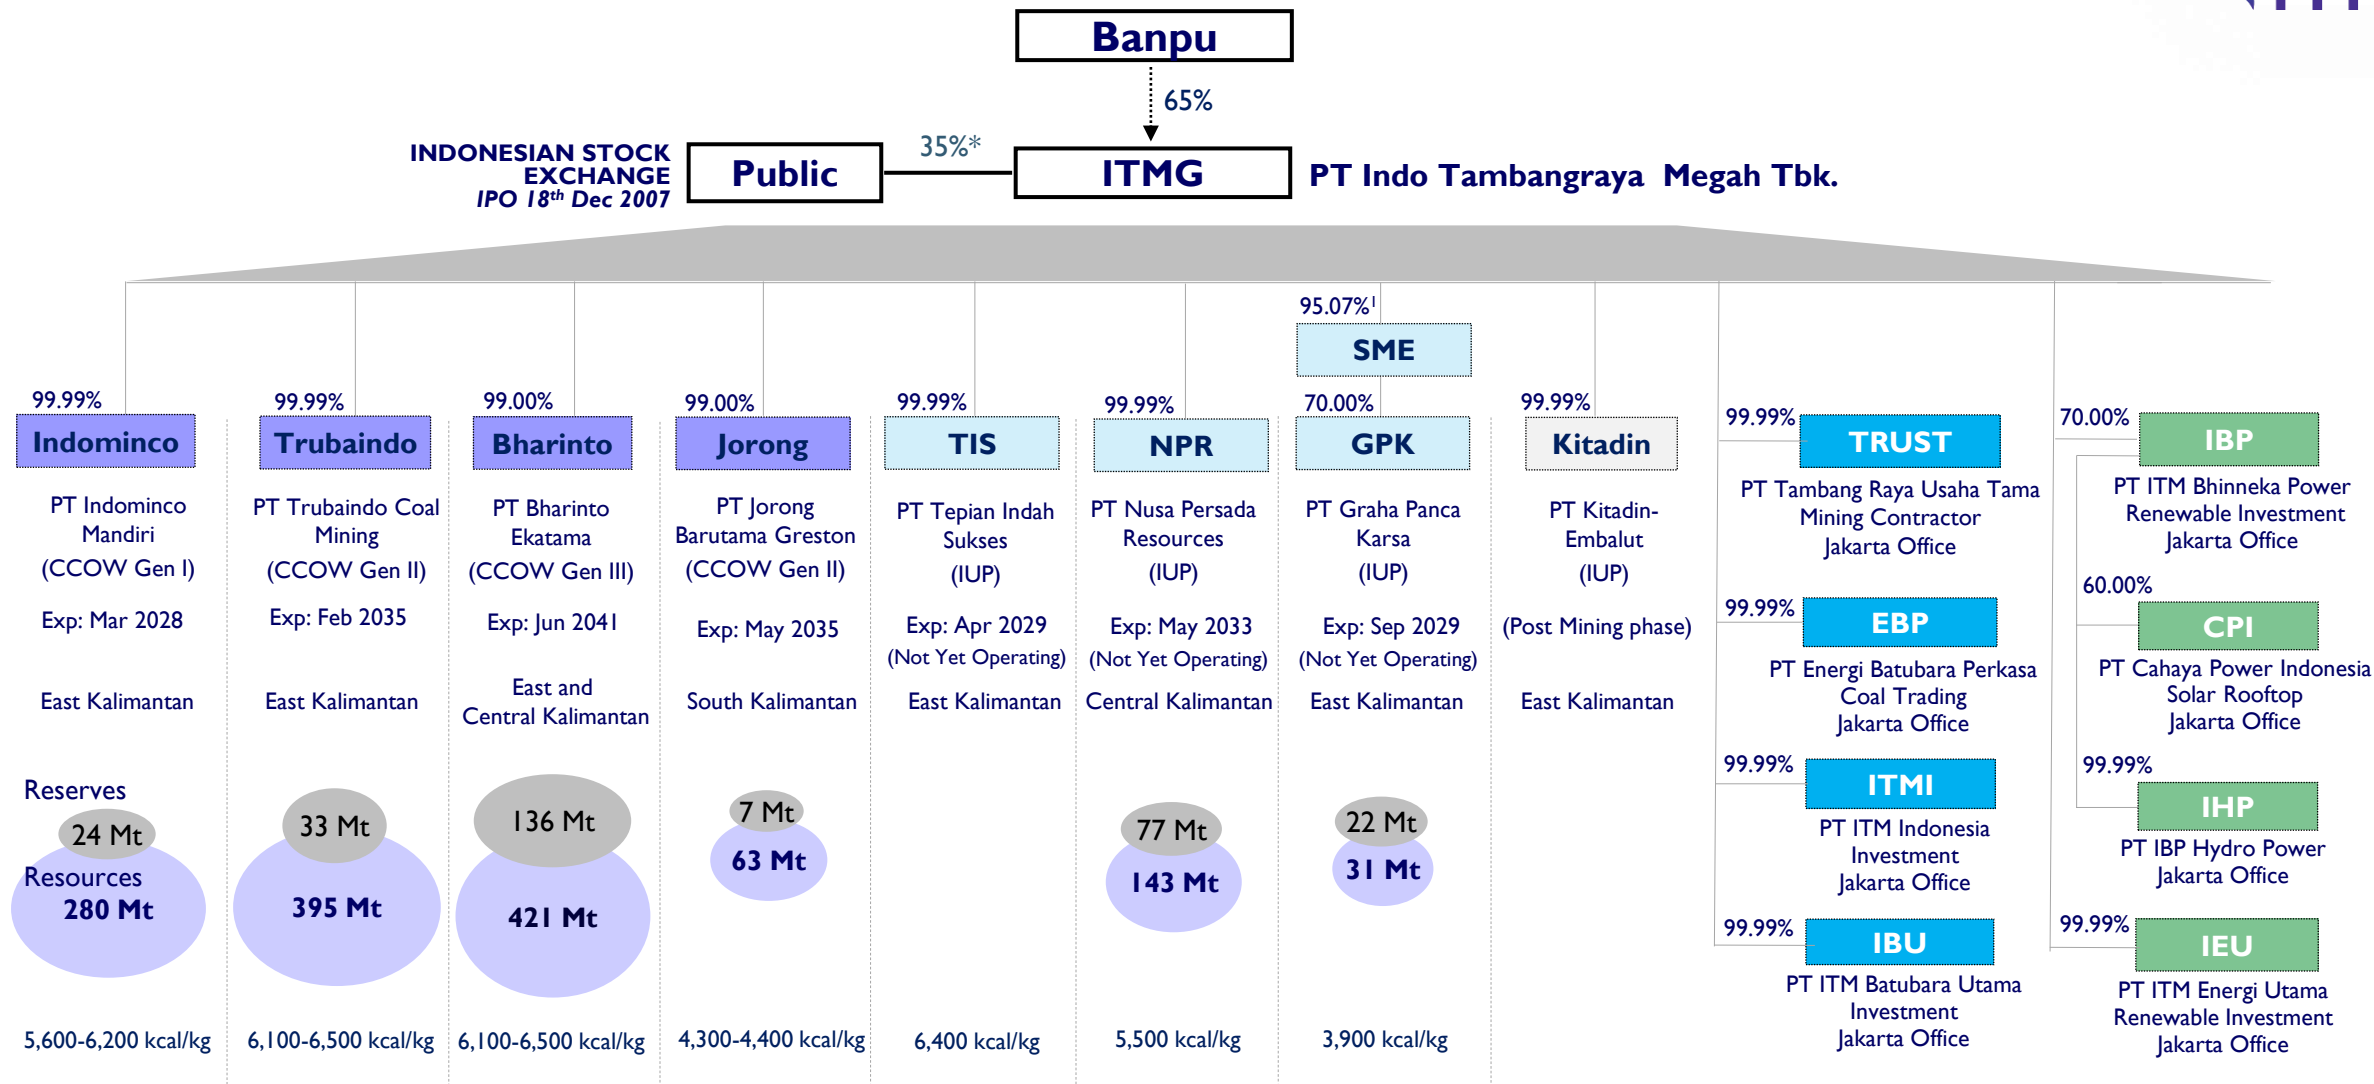 Banpu
65%
INDONESIAN STOCK
EXCHANGE
IPO 18th Dec 2007
Public
35%*
ITMG
PT Indo Tambangraya Megah Tbk.
95.07%1
SME
99.99%
Indominco
PT Indominco
Mandiri
(CCOW Gen I)
Exp: Mar 2028
East Kalimantan
Reserves
24 Mt
Resources
280 Mt
5,600-6,200 kcal/kg
99.99%
Trubaindo
PT Trubaindo Coal
Mining
(CCOW Gen II)
Exp: Feb 2035
East Kalimantan
33 Mt
395 Mt
6,100-6,500 kcal/kg
99.00%
Bharinto
PT Bharinto
Ekatama
(CCOW Gen III)
Exp: Jun 2041
East and
Central Kalimantan
136 Mt
421 Mt
6,100-6,500 kcal/kg
99.00%
Jorong
PT Jorong
Barutama Greston
(CCOW Gen II)
Exp: May 2035
South Kalimantan
7 Mt
63 Mt
4,300-4,400 kcal/kg
99.99%
TIS
PT Tepian Indah
Sukses
(IUP)
Exp: Apr 2029
(Not Yet Operating)
East Kalimantan
6,400 kcal/kg
99.99%
NPR
PT Nusa Persada
Resources
(IUP)
Exp: May 2033
(Not Yet Operating)
Central Kalimantan
77 Mt
143 Mt
5,500 kcal/kg
70.00%
GPK
PT Graha Panca
Karsa
(IUP)
Exp: Sep 2029
(Not Yet Operating)
East Kalimantan
22 Mt
31 Mt
3,900 kcal/kg
99.99%
Kitadin
PT Kitadin-
Embalut
(IUP)
(Post Mining phase)
East Kalimantan
99.99%
TRUST
PT Tambang Raya Usaha Tama
Mining Contractor
Jakarta Office
99.99%
EBP
PT Energi Batubara Perkasa
Coal Trading
Jakarta Office
99.99%
ITMI
PT ITM Indonesia
Investment
Jakarta Office
99.99%
IBU
PT ITM Batubara Utama
Investment
Jakarta Office
70.00%
IBP
PT ITM Bhinneka Power
Renewable Investment
Jakarta Office
60.00%
CPI
PT Cahaya Power Indonesia
Solar Rooftop
Jakarta Office
99.99%
IHP
PT IBP Hydro Power
Jakarta Office
99.99%
IEU
PT ITM Energi Utama
Renewable Investment
Jakarta Office